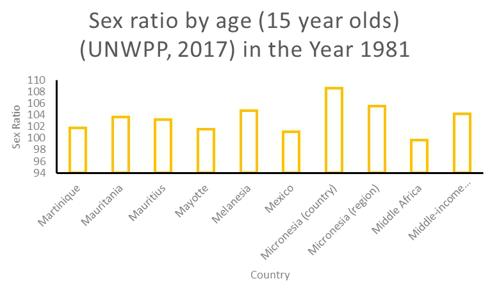 Sex ratio by age (15 year olds)
(UNWPP, 2017) in the Year 1981
Sex Ratio
110
108
106
104
102
100
98
96
94
Martinique
Mauritania
Mauritius
Mayotte
Melanesia
Mexico
Micronesia (country)
Micronesia (region)
Middle Africa
Middle-income...
Country